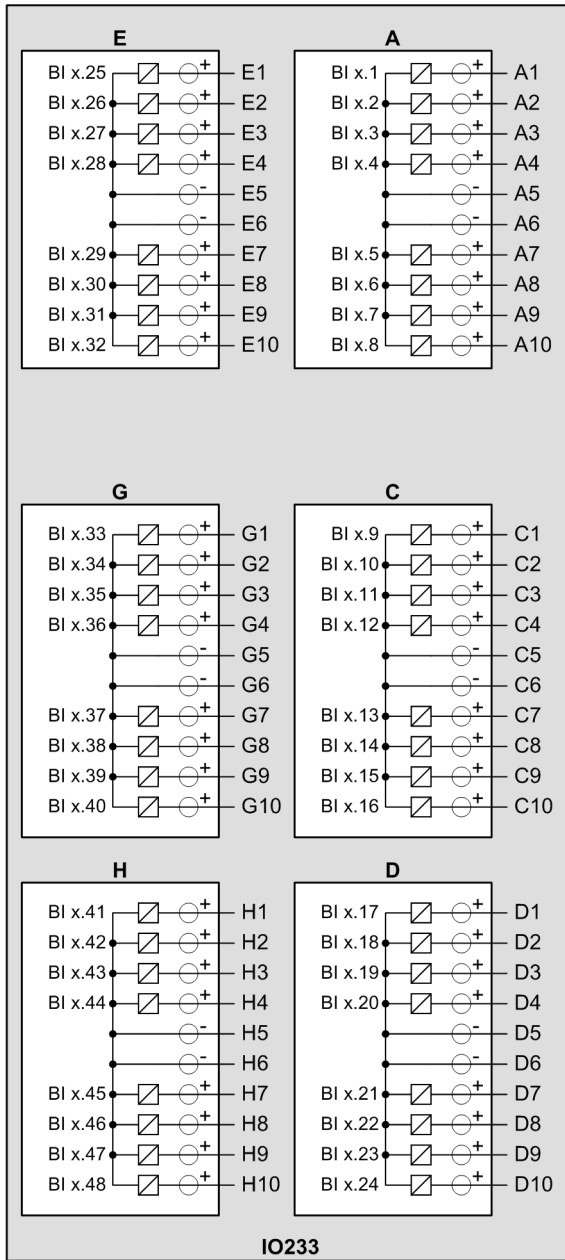 E
BI x.25 + E1
BI x.26 + E2
BI x.27 + E3
BI x.28 + E4
- E5
- E6
BI x.29 + E7
BI x.30 + E8
BI x.31 + E9
BI x.32 + E10
A
BI x.1 + A1
BI x.2 + A2
BI x.3 + A3
BI x.4 + A4
- A5
- A6
BI x.5 + A7
BI x.6 + A8
BI x.7 + A9
BI x.8 + A10
G
BI x.33 + G1
BI x.34 + G2
BI x.35 + G3
BI x.36 + G4
- G5
- G6
BI x.37 + G7
BI x.38 + G8
BI x.39 + G9
BI x.40 + G10
C
BI x.9 + C1
BI x.10 + C2
BI x.11 + C3
BI x.12 + C4
- C5
- C6
BI x.13 + C7
BI x.14 + C8
BI x.15 + C9
BI x.16 + C10
H
BI x.41 + H1
BI x.42 + H2
BI x.43 + H3
BI x.44 + H4
- H5
- H6
BI x.45 + H7
BI x.46 + H8
BI x.47 + H9
BI x.48 + H10
D
BI x.17 + D1
BI x.18 + D2
BI x.19 + D3
BI x.20 + D4
- D5
- D6
BI x.21 + D7
BI x.22 + D8
BI x.23 + D9
BI x.24 + D10
IO233